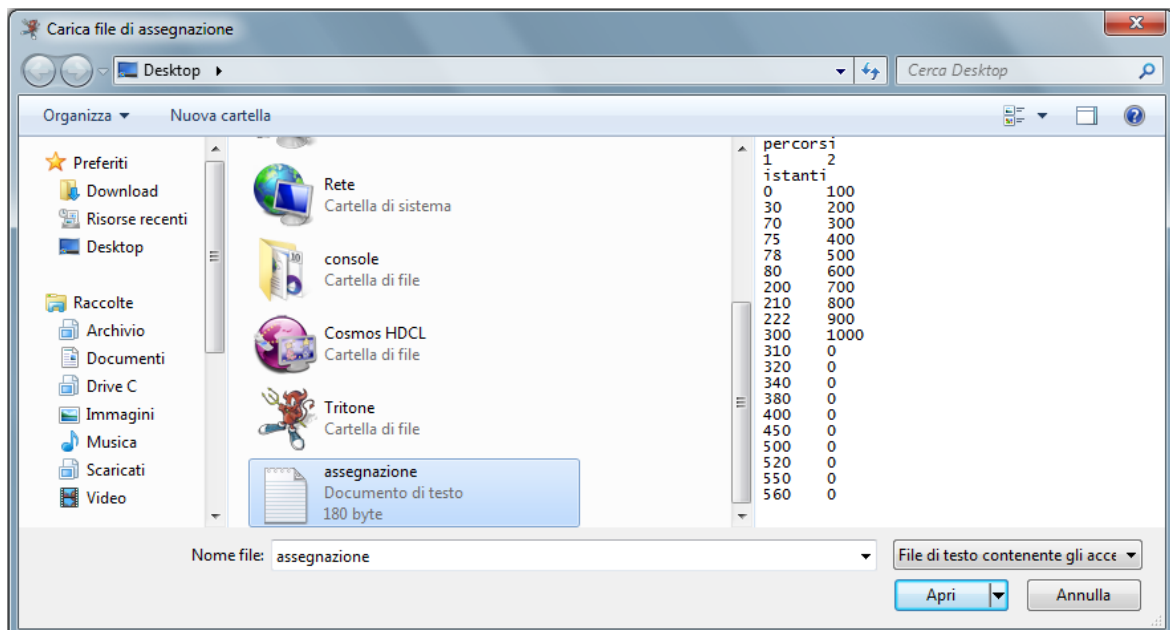 Carica file di assegnazione
Desktop
Cerca Desktop
Organizza
Nuova cartella
Preferiti
Download
Risorse recenti
Desktop
Raccolte
Archivio
Documenti
Drive C
Immagini
Musica
Scaricati
Video
Rete
Cartella di sistema
console
Cartella di file
Cosmos HDCL
Cartella di file
Tritone
Cartella di file
assegnazione
Documento di testo
180 byte
percorsi
1 2
istanti
0 100
30 200
70 300
75 400
78 500
80 600
200 700
210 800
222 900
300 1000
310 0
320 0
340 0
380 0
400 0
450 0
500 0
520 0
550 0
560 0
Nome file: assegnazione
File di testo contenente gli acce
Apri
Annulla